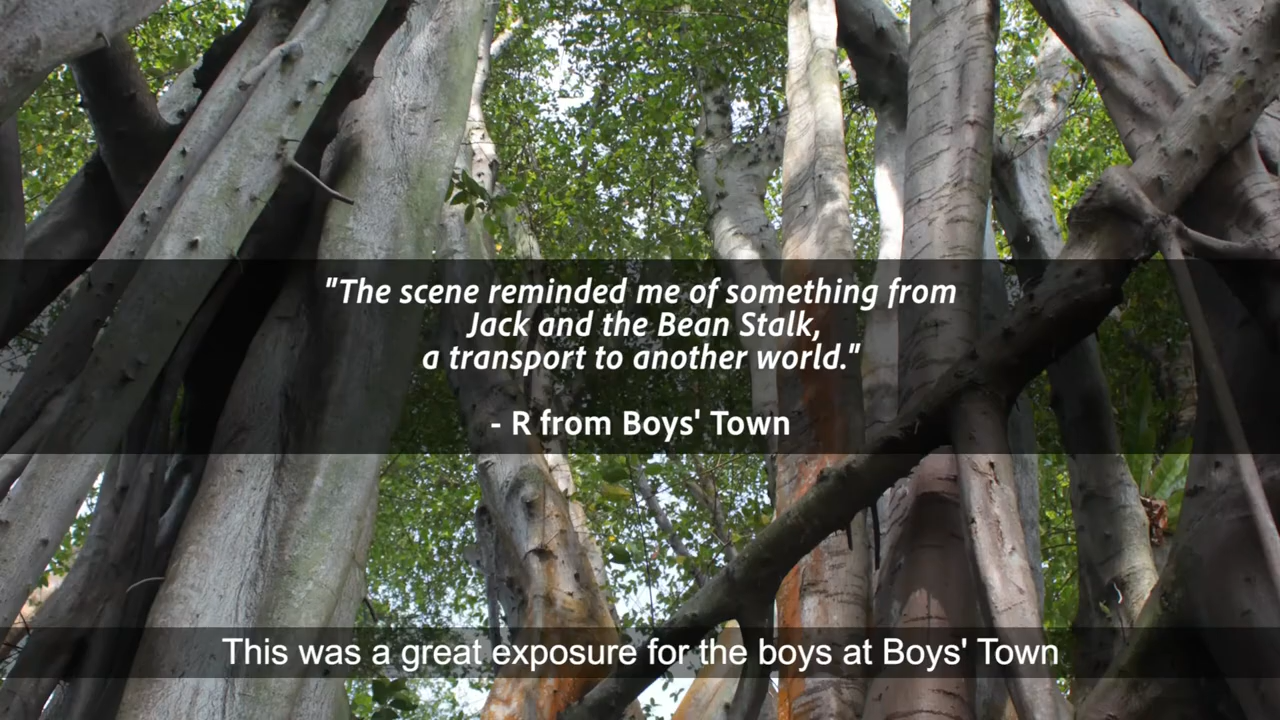 "The scene reminded me of something from
Jack and the Bean Stalk,
a transport to another world."
- R from Boys' Town
This was a great exposure for the boys at Boys' Town